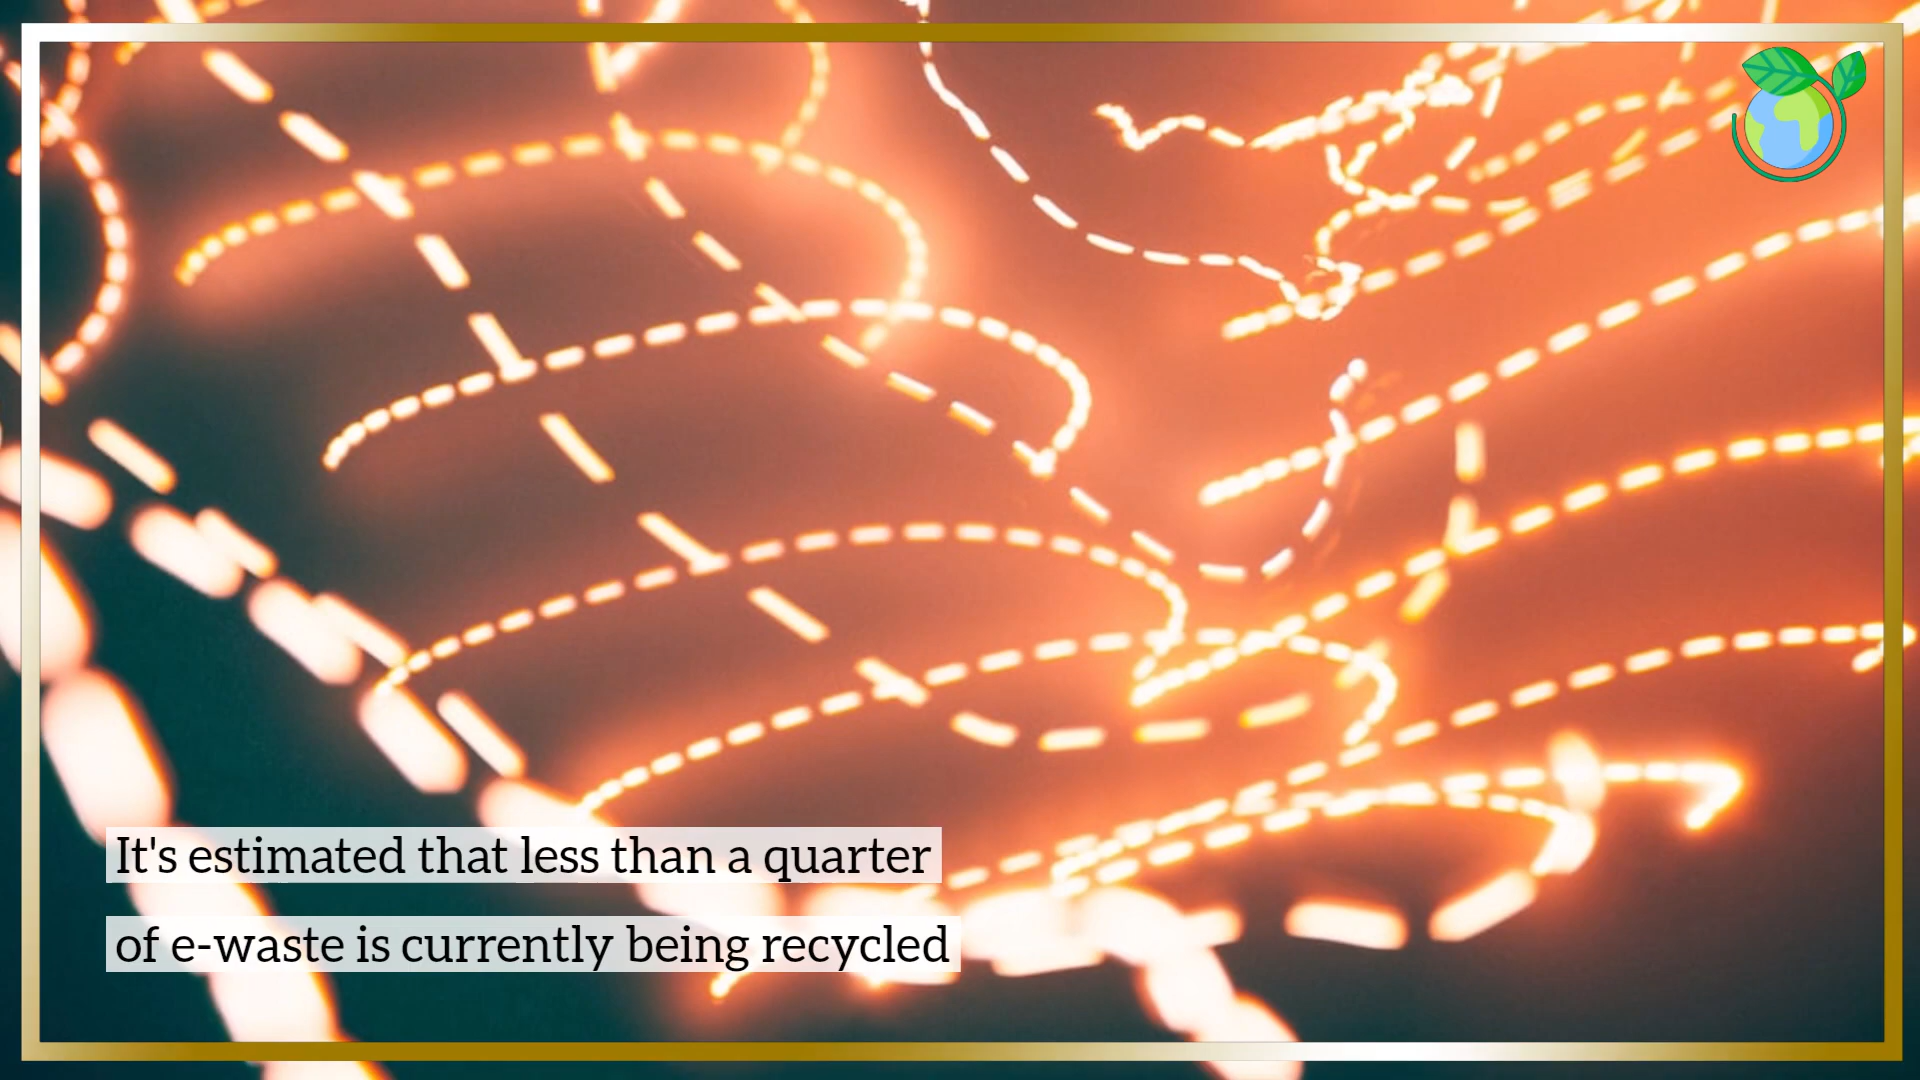 It's estimated that less than a quarter
of e-waste is currently being recycled